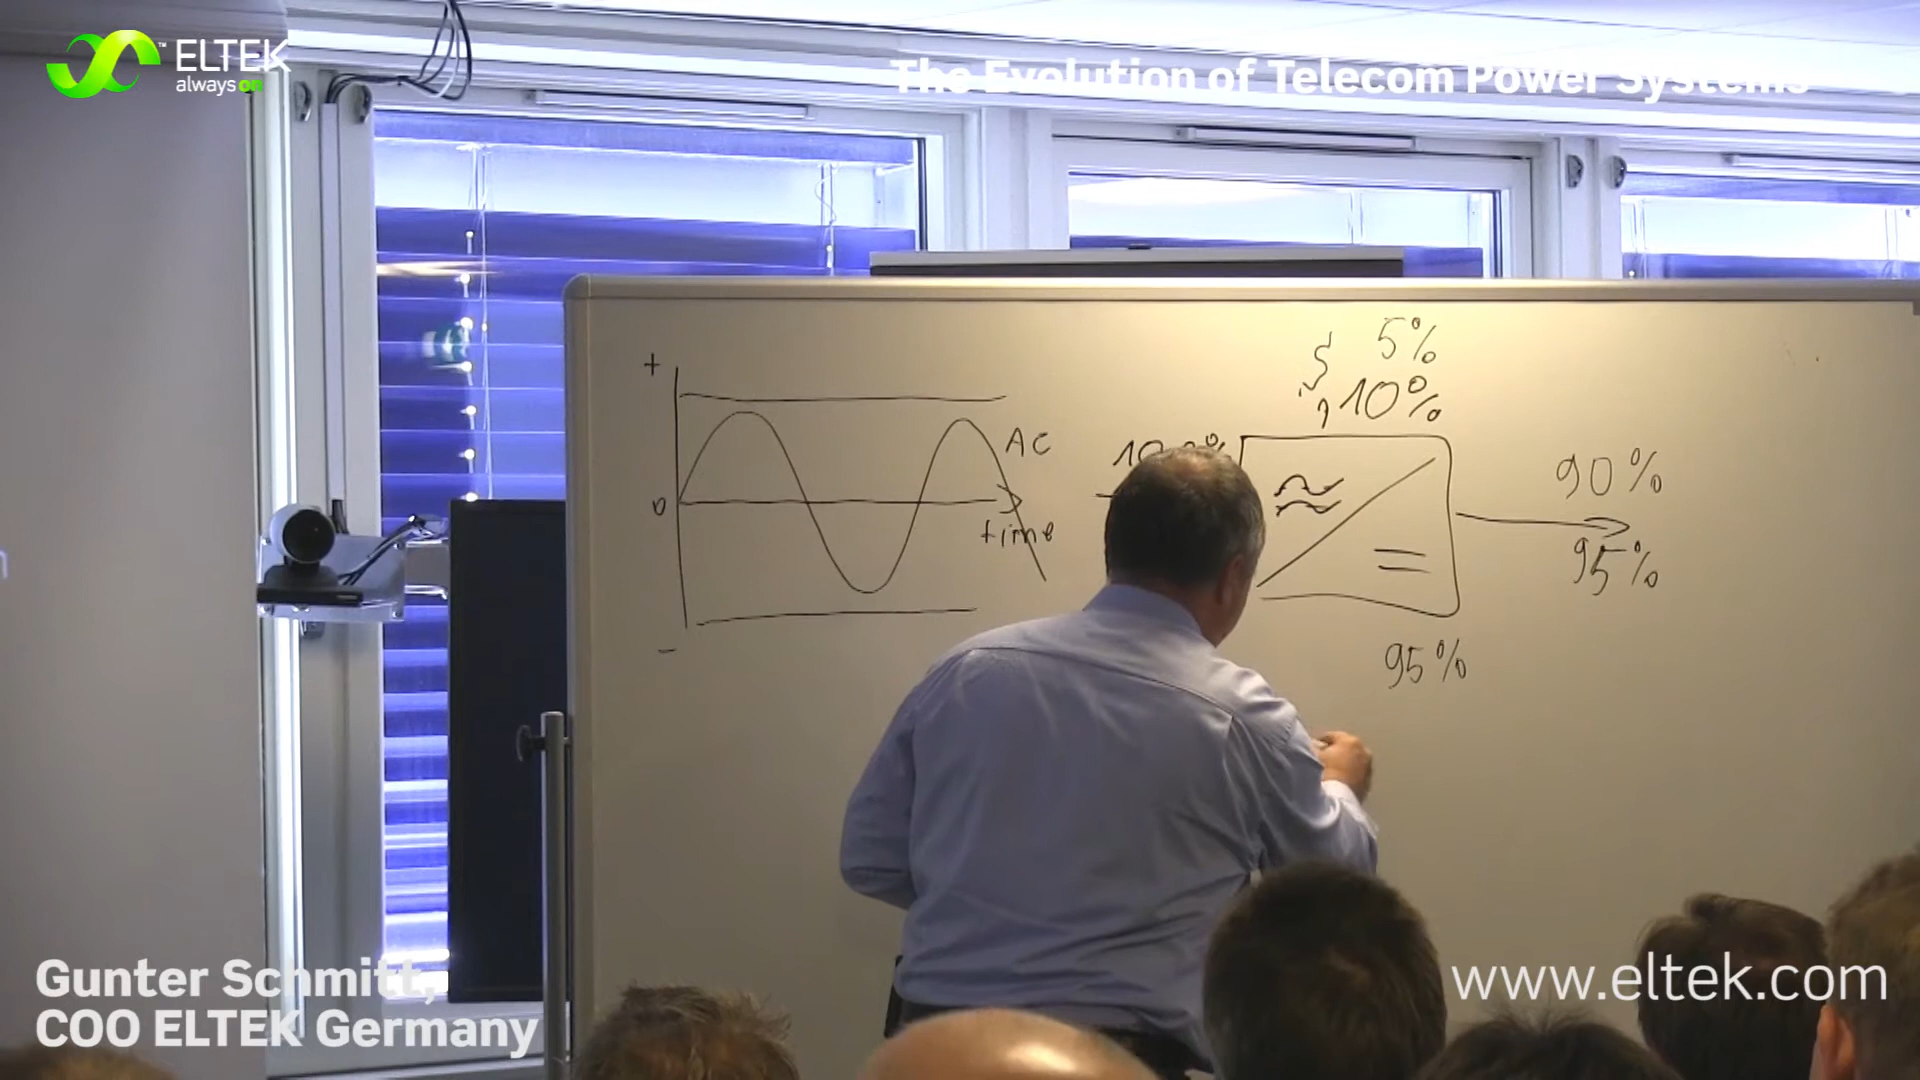 ELTEK
always on
The Evolution of Telecom Power Systems
+
0
-
AC
time
5%
10%
90%
95%
95%
Gunter Schmitt,
COO ELTEK Germany
www.eltek.com